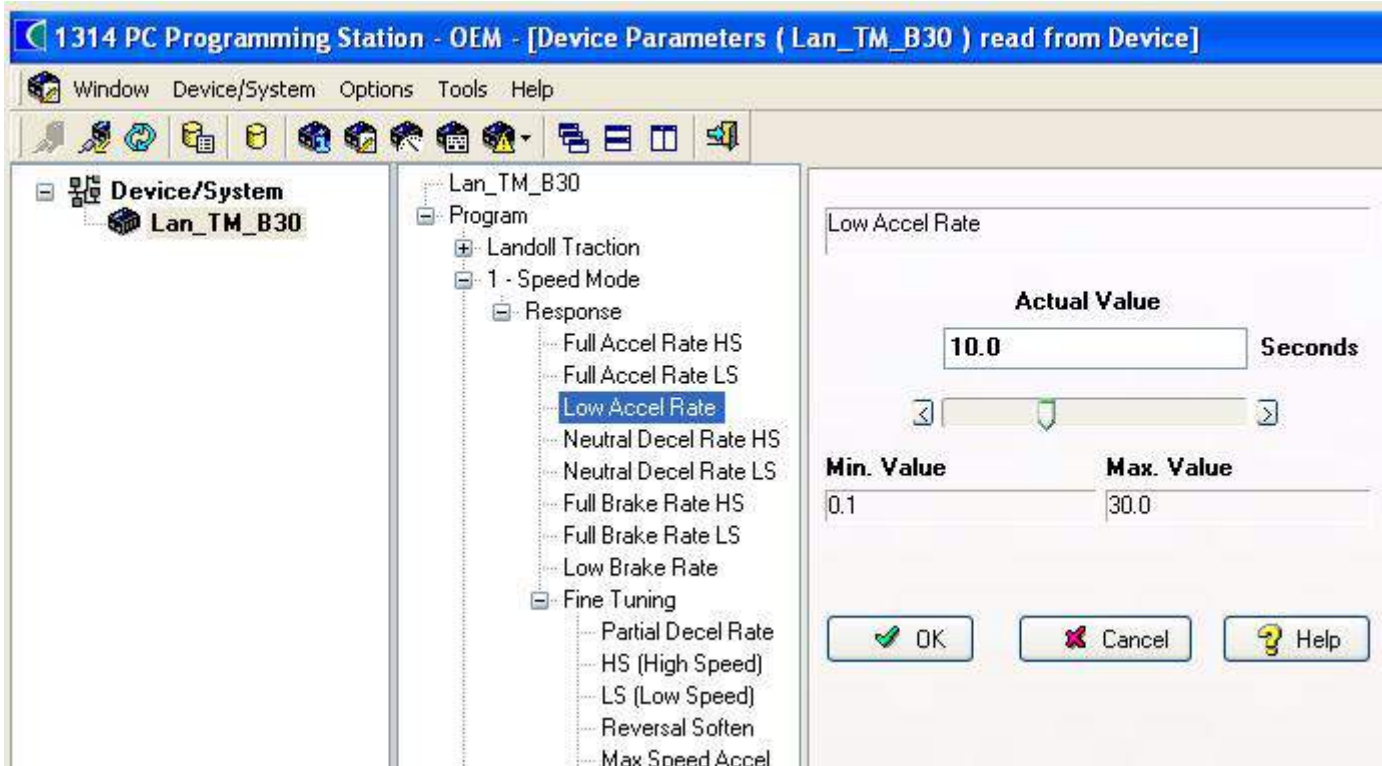 1314 PC Programming Station - OEM - [Device Parameters ( Lan_TM_B30 ) read from Device]
Window Device/System Options Tools Help
Device/System
Lan_TM_B30
Lan_TM_B30
Program
Landoll Traction
1 - Speed Mode
Response
Full Accel Rate HS
Full Accel Rate LS
Low Accel Rate
Neutral Decel Rate HS
Neutral Decel Rate LS
Full Brake Rate HS
Full Brake Rate LS
Low Brake Rate
Fine Tuning
Partial Decel Rate
HS (High Speed)
LS (Low Speed)
Reversal Soften
Max Speed Accel
Low Accel Rate
Actual Value
10.0 Seconds
Min. Value Max. Value
0.1 30.0
OK Cancel Help